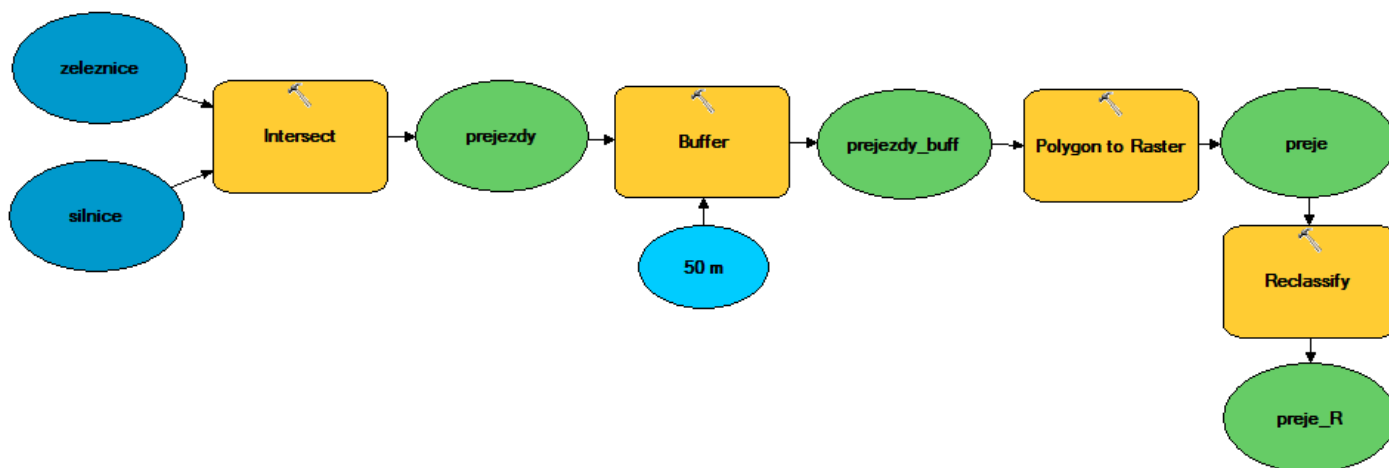 zeleznice
Intersect
prejezdy
Buffer
prejezdy_buff
Polygon to Raster
preje
silnice
50 m
Reclassify
preje_R